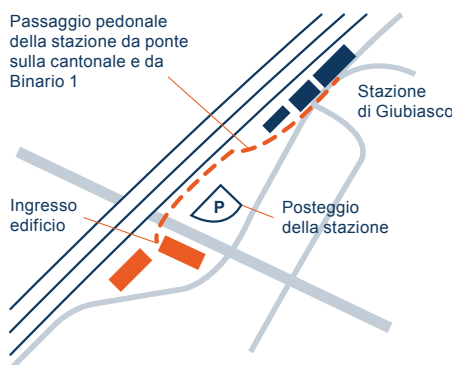 Passaggio pedonale
della stazione da ponte
sulla cantonale e da
Binario 1
Stazione
di Giubiasco
Ingresso
edificio
P
Posteggio
della stazione